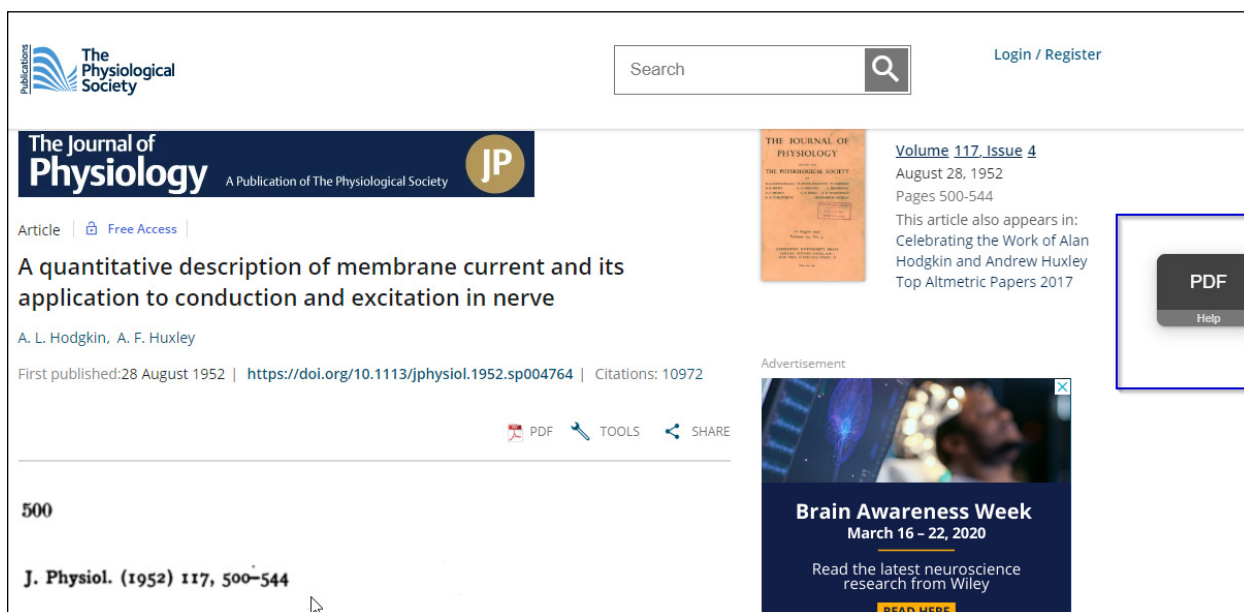 Publications
The
Physiological
Society
Search
Login / Register
The Journal of
Physiology
A Publication of The Physiological Society
JP
THE JOURNAL OF
PHYSIOLOGY
THE PHYSIOLOGICAL SOCIETY
Volume 117, Issue 4
August 28, 1952
Pages 500-544
This article also appears in:
Celebrating the Work of Alan
Hodgkin and Andrew Huxley
Top Altmetric Papers 2017
Article
Free Access
A quantitative description of membrane current and its
application to conduction and excitation in nerve
A. L. Hodgkin, A. F. Huxley
First published:28 August 1952 | https://doi.org/10.1113/jphysiol.1952.sp004764 | Citations: 10972
PDF
TOOLS
SHARE
PDF
Help
Advertisement
Brain Awareness Week
March 16 – 22, 2020
Read the latest neuroscience
research from Wiley
READ HERE
500
J. Physiol. (1952) 117, 500-544